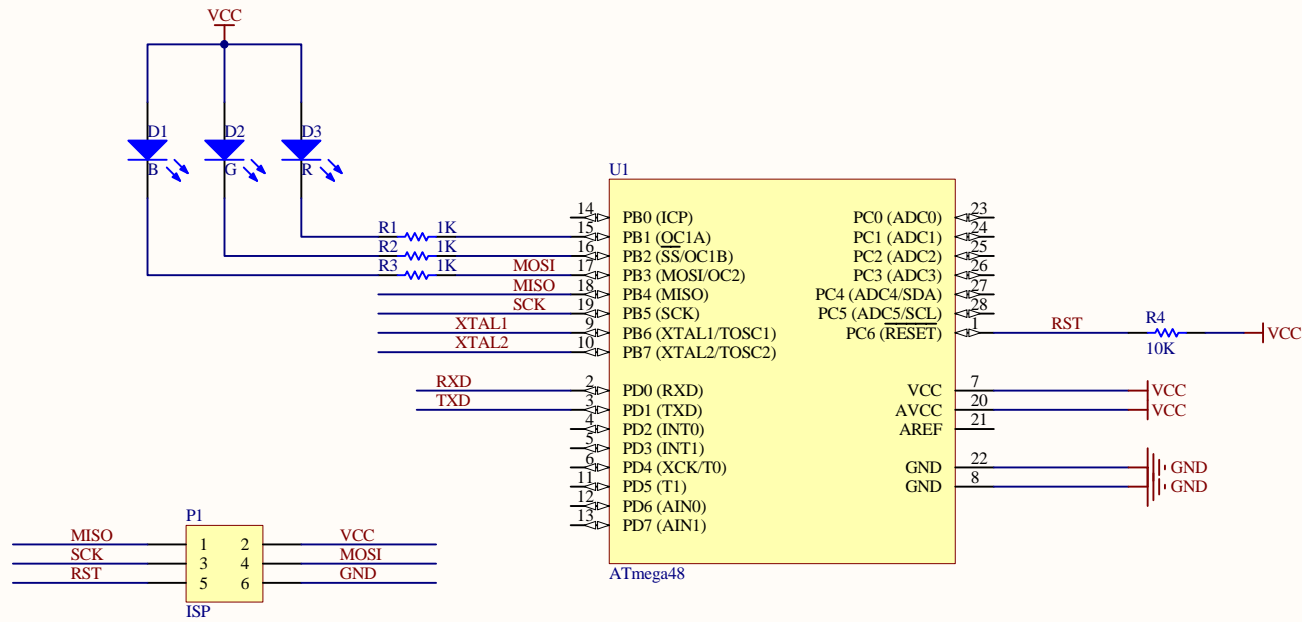 VCC
D1 D2 D3
B G R
U1
R1 1K
R2 1K
R3 1K
MOSI
MISO
SCK
XTAL1
XTAL2
RXD
TXD
14 PB0 (ICP)
15 PB1 (OC1A)
16 PB2 (SS/OC1B)
17 PB3 (MOSI/OC2)
18 PB4 (MISO)
19 PB5 (SCK)
9 PB6 (XTAL1/TOSC1)
10 PB7 (XTAL2/TOSC2)
2 PD0 (RXD)
3 PD1 (TXD)
4 PD2 (INT0)
5 PD3 (INT1)
6 PD4 (XCK/T0)
11 PD5 (T1)
12 PD6 (AIN0)
13 PD7 (AIN1)
PC0 (ADC0) 23
PC1 (ADC1) 24
PC2 (ADC2) 25
PC3 (ADC3) 26
PC4 (ADC4/SDA) 27
PC5 (ADC5/SCL) 28
PC6 (RESET) 1
VCC 7
AVCC 20
AREF 21
GND 22
GND 8
RST
R4
10K
VCC
VCC
VCC
GND
GND
ATmega48
P1
MISO 1 2 VCC
SCK 3 4 MOSI
RST 5 6 GND
ISP